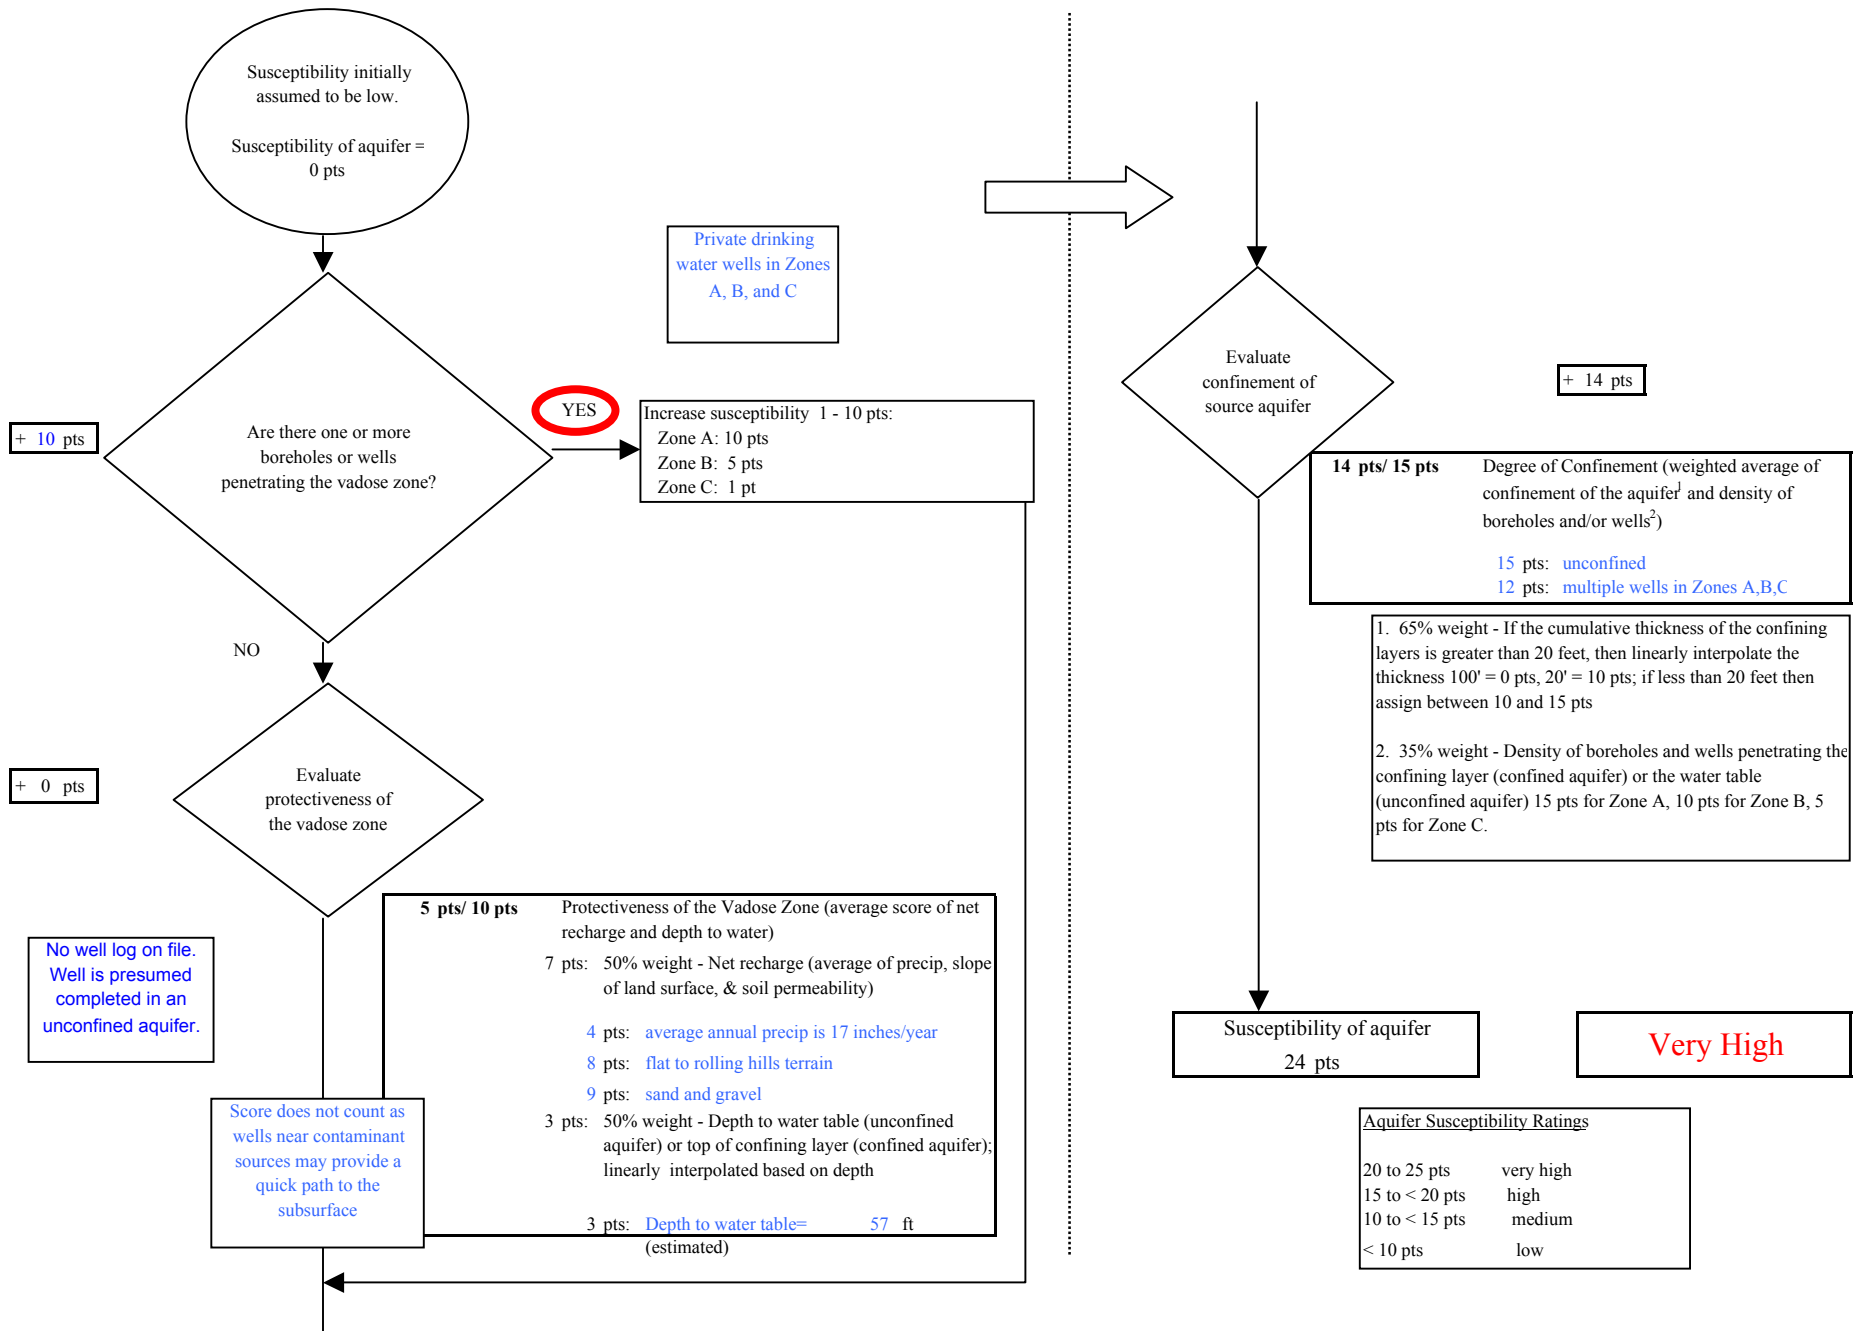 Susceptibility initially
assumed to be low.
Susceptibility of aquifer =
0 pts
Private drinking
water wells in Zones
A, B, and C
YES
+ 10 pts
Are there one or more
boreholes or wells
penetrating the vadose zone?
Increase susceptibility 1 - 10 pts:
Zone A: 10 pts
Zone B: 5 pts
Zone C: 1 pt
NO
+ 0 pts
Evaluate
protectiveness of
the vadose zone
No well log on file.
Well is presumed
completed in an
unconfined aquifer.
5 pts/ 10 pts Protectiveness of the Vadose Zone (average score of net
recharge and depth to water)
7 pts: 50% weight - Net recharge (average of precip, slope
of land surface, & soil permeability)
4 pts: average annual precip is 17 inches/year
8 pts: flat to rolling hills terrain
9 pts: sand and gravel
3 pts: 50% weight - Depth to water table (unconfined
aquifer) or top of confining layer (confined aquifer);
linearly interpolated based on depth
3 pts: Depth to water table= 57 ft
(estimated)
Score does not count as
wells near contaminant
sources may provide a
quick path to the
subsurface
Evaluate
confinement of
source aquifer
+ 14 pts
14 pts/ 15 pts Degree of Confinement (weighted average of
confinement of the aquifer1 and density of
boreholes and/or wells2)
15 pts: unconfined
12 pts: multiple wells in Zones A,B,C
1. 65% weight - If the cumulative thickness of the confining
layers is greater than 20 feet, then linearly interpolate the
thickness 100' = 0 pts, 20' = 10 pts; if less than 20 feet then
assign between 10 and 15 pts
2. 35% weight - Density of boreholes and wells penetrating the
confining layer (confined aquifer) or the water table
(unconfined aquifer) 15 pts for Zone A, 10 pts for Zone B, 5
pts for Zone C.
Susceptibility of aquifer
24 pts
Very High
Aquifer Susceptibility Ratings
20 to 25 pts very high
15 to < 20 pts high
10 to < 15 pts medium
< 10 pts low